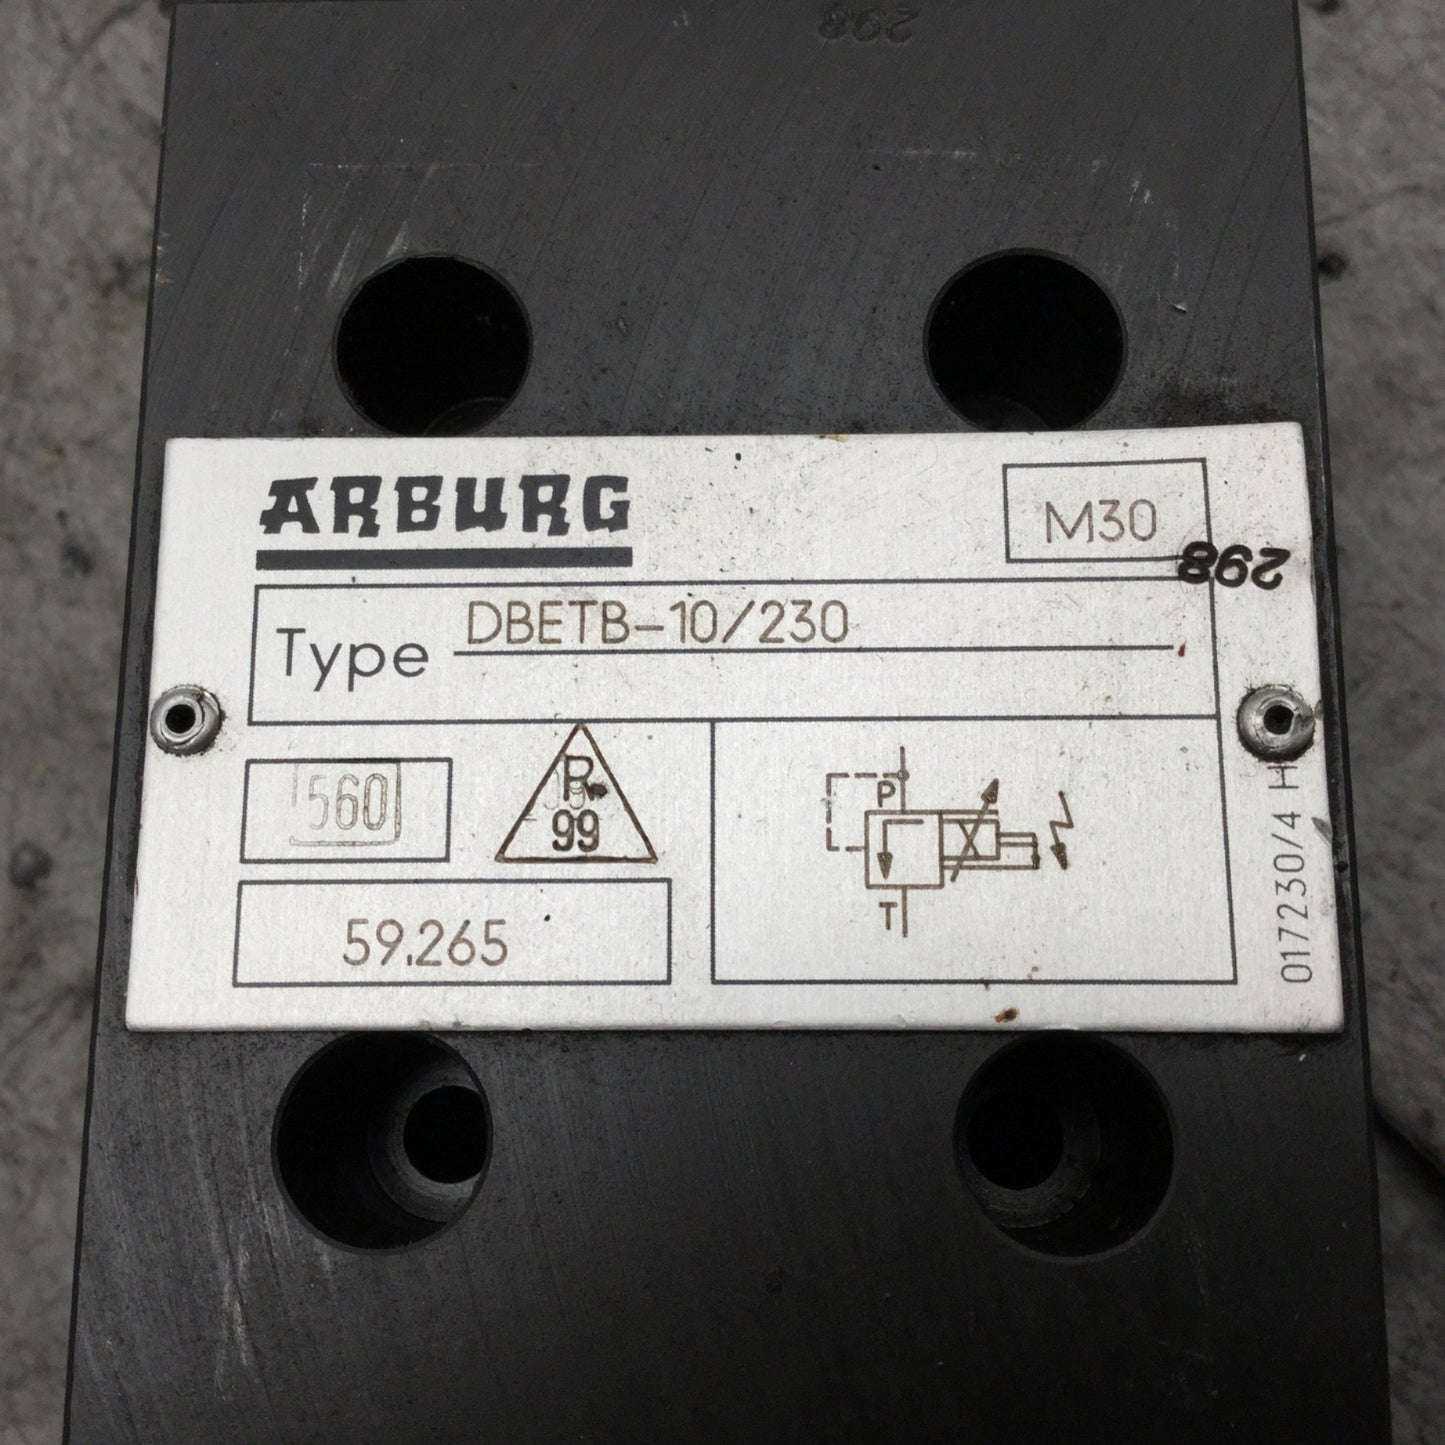 298
ARBURG
M30
298
Type DBETB-10/230
560
R
99
P
T
59.265
017230/4 H